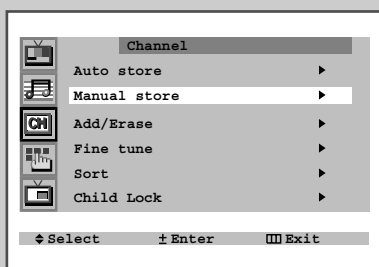 Channel
Auto store
Manual store
CH
Add/Erase
Fine tune
Sort
Child Lock
Select ± Enter Exit